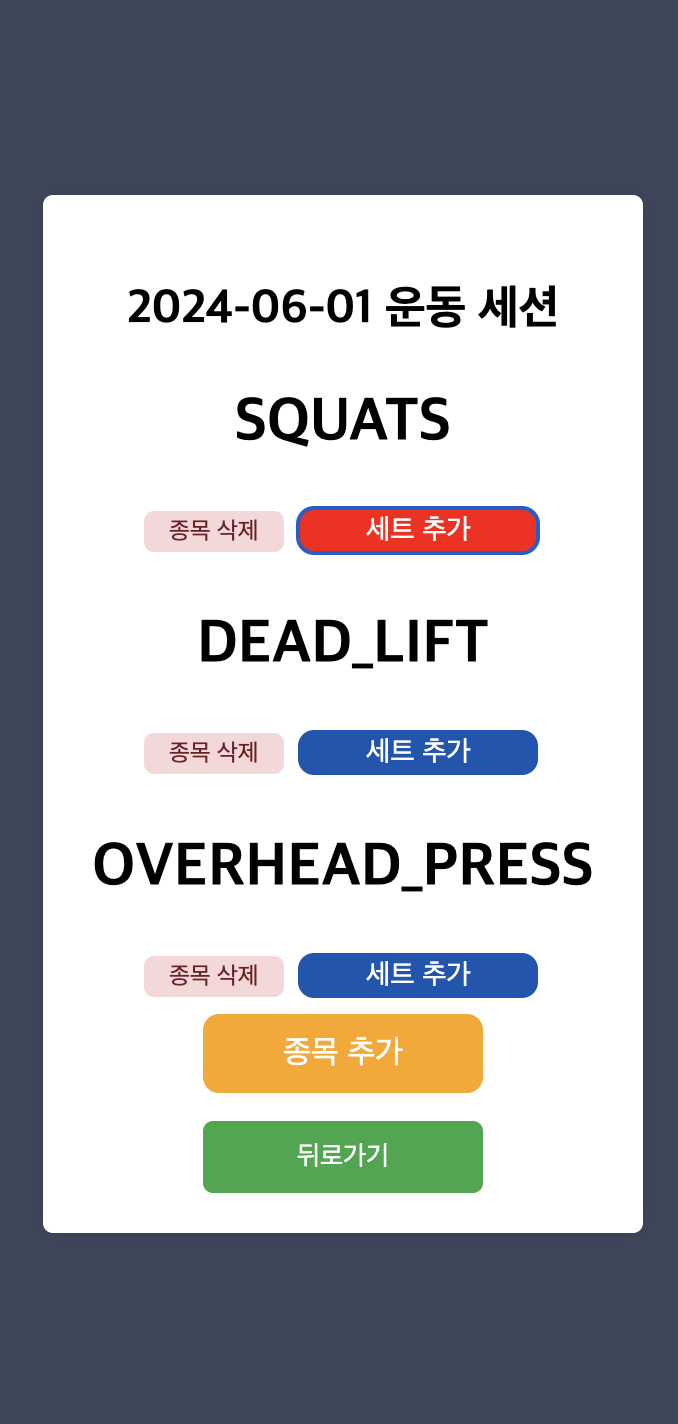 2024-06-01 운동 세션
SQUATS
종목 삭제 세트 추가
DEAD_LIFT
종목 삭제 세트 추가
OVERHEAD_PRESS
종목 삭제 세트 추가
종목 추가
뒤로가기